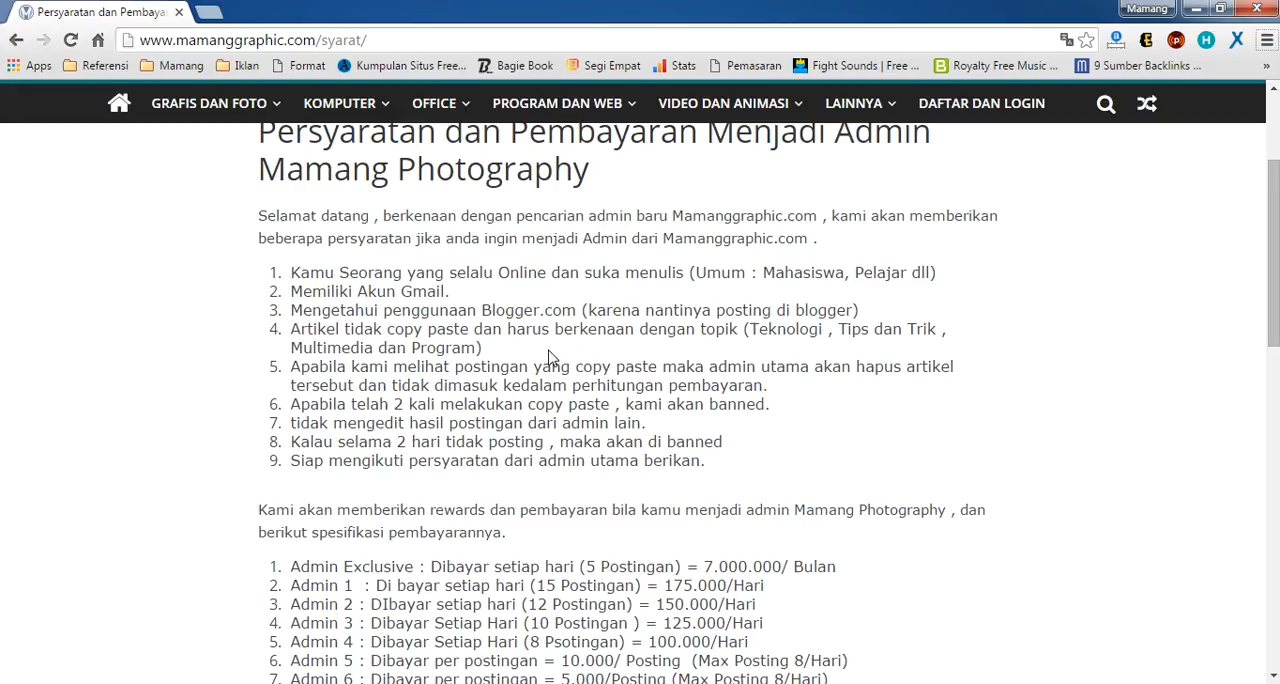 Persyaratan dan Pembaya
Mamang
www.mamanggraphic.com/syarat/
Apps Referensi Mamang Iklan Format Kumpulan Situs Free... Bagie Book Segi Empat Stats Pemasaran Fight Sounds | Free ... Royalty Free Music ... 9 Sumber Backlinks ... »
GRAFIS DAN FOTO KOMPUTER OFFICE PROGRAM DAN WEB VIDEO DAN ANIMASI LAINNYA DAFTAR DAN LOGIN
Persyaratan dan Pembayaran Menjadi Admin
Mamang Photography
Selamat datang , berkenaan dengan pencarian admin baru Mamanggraphic.com , kami akan memberikan
beberapa persyaratan jika anda ingin menjadi Admin dari Mamanggraphic.com .
1. Kamu Seorang yang selalu Online dan suka menulis (Umum : Mahasiswa, Pelajar dll)
2. Memiliki Akun Gmail.
3. Mengetahui penggunaan Blogger.com (karena nantinya posting di blogger)
4. Artikel tidak copy paste dan harus berkenaan dengan topik (Teknologi , Tips dan Trik ,
Multimedia dan Program)
5. Apabila kami melihat postingan yang copy paste maka admin utama akan hapus artikel
tersebut dan tidak dimasuk kedalam perhitungan pembayaran.
6. Apabila telah 2 kali melakukan copy paste , kami akan banned.
7. tidak mengedit hasil postingan dari admin lain.
8. Kalau selama 2 hari tidak posting , maka akan di banned
9. Siap mengikuti persyaratan dari admin utama berikan.
Kami akan memberikan rewards dan pembayaran bila kamu menjadi admin Mamang Photography , dan
berikut spesifikasi pembayarannya.
1. Admin Exclusive : Dibayar setiap hari (5 Postingan) = 7.000.000/ Bulan
2. Admin 1 : Di bayar setiap hari (15 Postingan) = 175.000/Hari
3. Admin 2 : DIbayar setiap hari (12 Postingan) = 150.000/Hari
4. Admin 3 : Dibayar Setiap Hari (10 Postingan ) = 125.000/Hari
5. Admin 4 : Dibayar Setiap Hari (8 Psotingan) = 100.000/Hari
6. Admin 5 : Dibayar per postingan = 10.000/ Posting (Max Posting 8/Hari)
7. Admin 6 : Dibayar per postingan = 5.000/Posting (Max Posting 8/Hari)